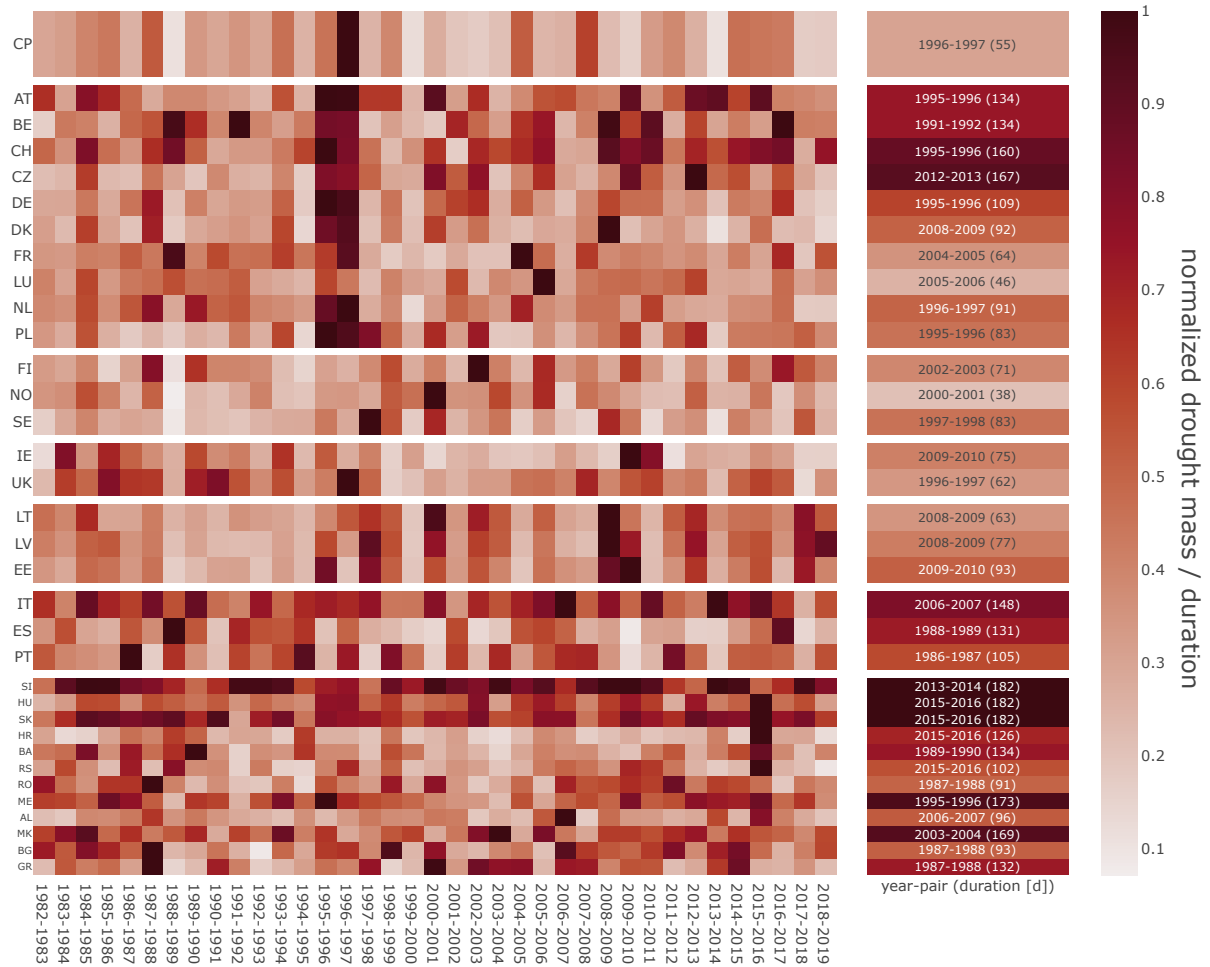 CP 1996-1997 (55)
AT 1995-1996 (134)
BE 1991-1992 (134)
CH 1995-1996 (160)
CZ 2012-2013 (167)
DE 1995-1996 (109)
DK 2008-2009 (92)
FR 2004-2005 (64)
LU 2005-2006 (46)
NL 1996-1997 (91)
PL 1995-1996 (83)
FI 2002-2003 (71)
NO 2000-2001 (38)
SE 1997-1998 (83)
IE 2009-2010 (75)
UK 1996-1997 (62)
LT 2008-2009 (63)
LV 2008-2009 (77)
EE 2009-2010 (93)
IT 2006-2007 (148)
ES 1988-1989 (131)
PT 1986-1987 (105)
SI 2013-2014 (182)
HU 2015-2016 (182)
SK 2015-2016 (182)
HR 2015-2016 (126)
BA 1989-1990 (134)
RS 2015-2016 (102)
RO 1987-1988 (91)
ME 1995-1996 (173)
AL 2006-2007 (96)
MK 2003-2004 (169)
BG 1987-1988 (93)
GR 1987-1988 (132)
1982-1983
1983-1984
1984-1985
1985-1986
1986-1987
1987-1988
1988-1989
1989-1990
1990-1991
1991-1992
1992-1993
1993-1994
1994-1995
1995-1996
1996-1997
1997-1998
1998-1999
1999-2000
2000-2001
2001-2002
2002-2003
2003-2004
2004-2005
2005-2006
2006-2007
2007-2008
2008-2009
2009-2010
2010-2011
2011-2012
2012-2013
2013-2014
2014-2015
2015-2016
2016-2017
2017-2018
2018-2019
year-pair (duration [d])
1
0.9
0.8
0.7
0.6
0.5
0.4
0.3
0.2
0.1
normalized drought mass / duration